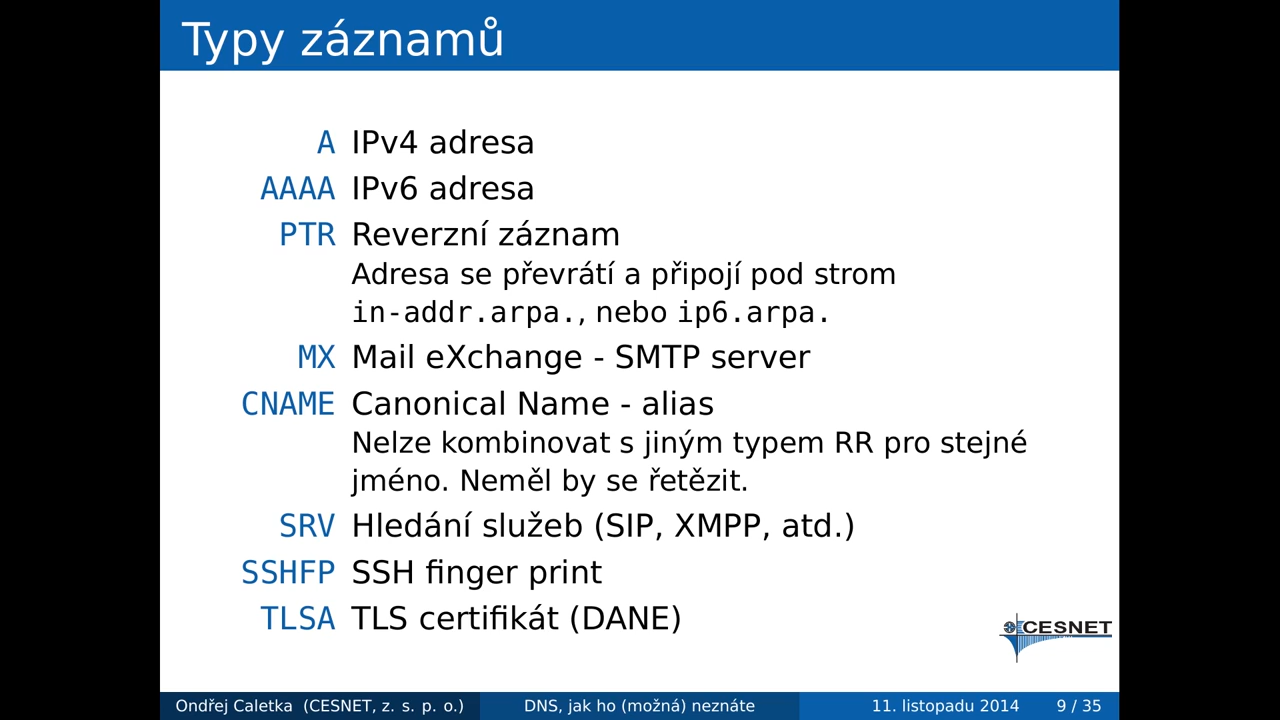 Typy záznamů
A IPv4 adresa
AAAA IPv6 adresa
PTR Reverzní záznam
Adresa se převrátí a připojí pod strom
in-addr.arpa., nebo ip6.arpa.
MX Mail eXchange - SMTP server
CNAME Canonical Name - alias
Nelze kombinovat s jiným typem RR pro stejné
jméno. Neměl by se řetězit.
SRV Hledání služeb (SIP, XMPP, atd.)
SSHFP SSH finger print
TLSA TLS certifikát (DANE)
CESNET
Ondřej Caletka (CESNET, z. s. p. o.) DNS, jak ho (možná) neznáte 11. listopadu 2014 9 / 35